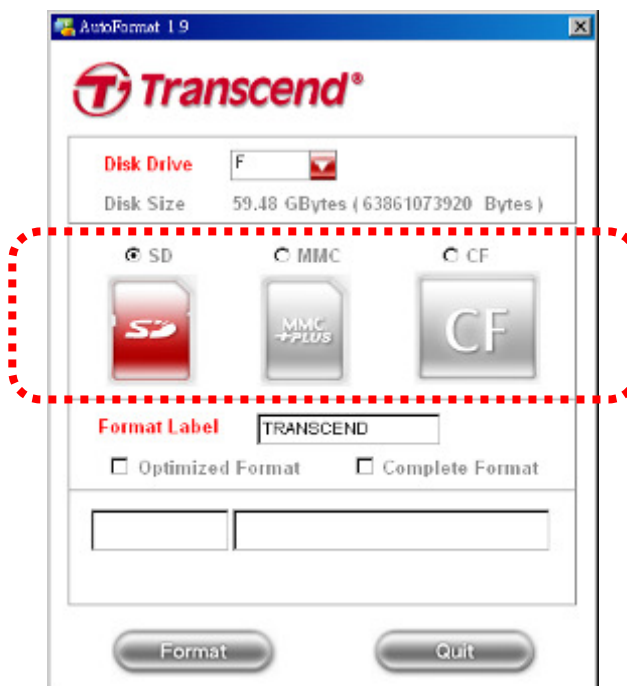 AutoFormat 1.9
Transcend®
Disk Drive F
Disk Size 59.48 GBytes ( 63861073920 Bytes )
SD MMC CF
SD MMC PLUS CF
Format Label TRANSCEND
Optimized Format Complete Format
Format Quit